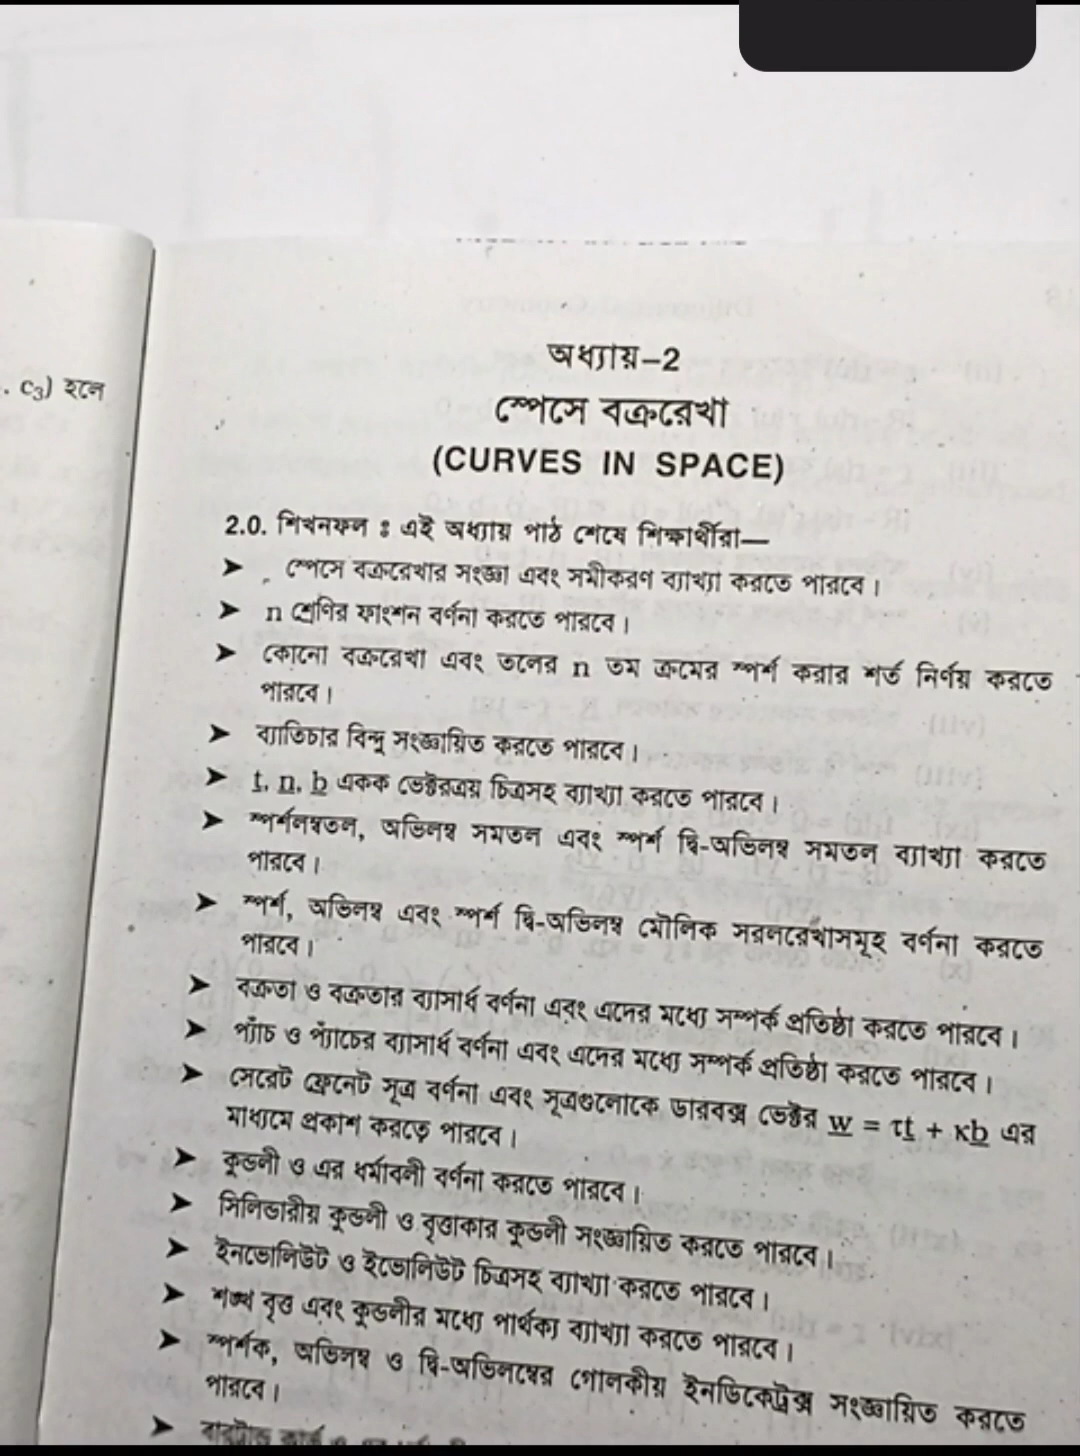 . c₃) হলে
অধ্যায়–2
স্পেসে বক্ররেখা
(CURVES IN SPACE)
2.0. শিখনফল ঃ এই অধ্যায় পাঠ শেষে শিক্ষার্থীরা—
➤ স্পেসে বক্ররেখার সংজ্ঞা এবং সমীকরণ ব্যাখ্যা করতে পারবে।
➤ n শ্রেণির ফাংশন বর্ণনা করতে পারবে।
➤ কোনো বক্ররেখা এবং তলের n তম ক্রমের স্পর্শ করার শর্ত নির্ণয় করতে
পারবে।
➤ ব্যাতিচার বিন্দু সংজ্ঞায়িত করতে পারবে।
➤ t, n, b একক ভেক্টরত্রয় চিত্রসহ ব্যাখ্যা করতে পারবে।
➤ স্পর্শলম্বতল, অভিলম্ব সমতল এবং স্পর্শ দ্বি-অভিলম্ব সমতল ব্যাখ্যা করতে
পারবে।
➤ স্পর্শ, অভিলম্ব এবং স্পর্শ দ্বি-অভিলম্ব মৌলিক সরলরেখাসমূহ বর্ণনা করতে
পারবে।
➤ বক্রতা ও বক্রতার ব্যাসার্ধ বর্ণনা এবং এদের মধ্যে সম্পর্ক প্রতিষ্ঠা করতে পারবে।
➤ প্যাঁচ ও প্যাঁচের ব্যাসার্ধ বর্ণনা এবং এদের মধ্যে সম্পর্ক প্রতিষ্ঠা করতে পারবে।
➤ সেরেট ফ্রেনেট সূত্র বর্ণনা এবং সূত্রগুলোকে ডারবক্স ভেক্টর w = τt + κb এর
মাধ্যমে প্রকাশ করতে পারবে।
➤ কুন্ডলী ও এর ধর্মাবলী বর্ণনা করতে পারবে।
➤ সিলিন্ডারীয় কুন্ডলী ও বৃত্তাকার কুন্ডলী সংজ্ঞায়িত করতে পারবে।
➤ ইনভোলিউট ও ইভোলিউট চিত্রসহ ব্যাখ্যা করতে পারবে।
➤ শঙ্খ বৃত্ত এবং কুন্ডলীর মধ্যে পার্থক্য ব্যাখ্যা করতে পারবে।
➤ স্পর্শক, অভিলম্ব ও দ্বি-অভিলম্বের গোলকীয় ইনডিকেট্রিক্স সংজ্ঞায়িত করতে
পারবে।